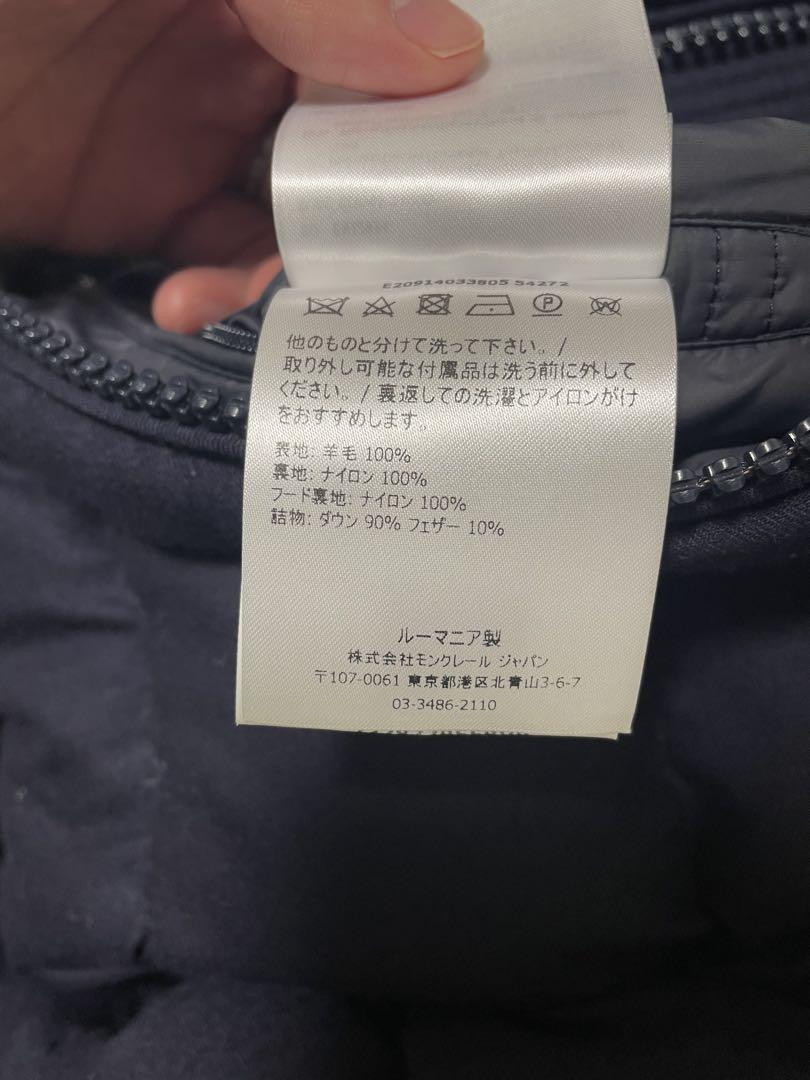 E20914033805 54272
他のものと分けて洗って下さい。/
取り外し可能な付属品は洗う前に外して
ください。/ 裏返しての洗濯とアイロンがけ
をおすすめします。
表地: 羊毛 100%
裏地: ナイロン 100%
フード裏地: ナイロン 100%
詰物: ダウン 90% フェザー 10%
ルーマニア製
株式会社モンクレール ジャパン
〒107-0061 東京都港区北青山3-6-7
03-3486-2110